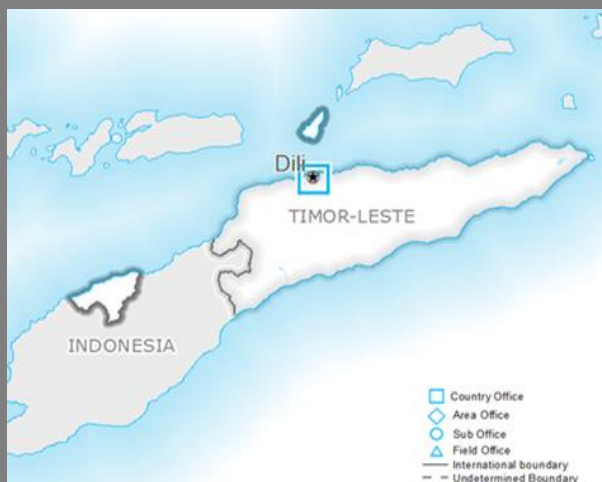 Dili
TIMOR-LESTE
INDONESIA
Country Office
Area Office
Sub Office
Field Office
International boundary
Undetermined Boundary